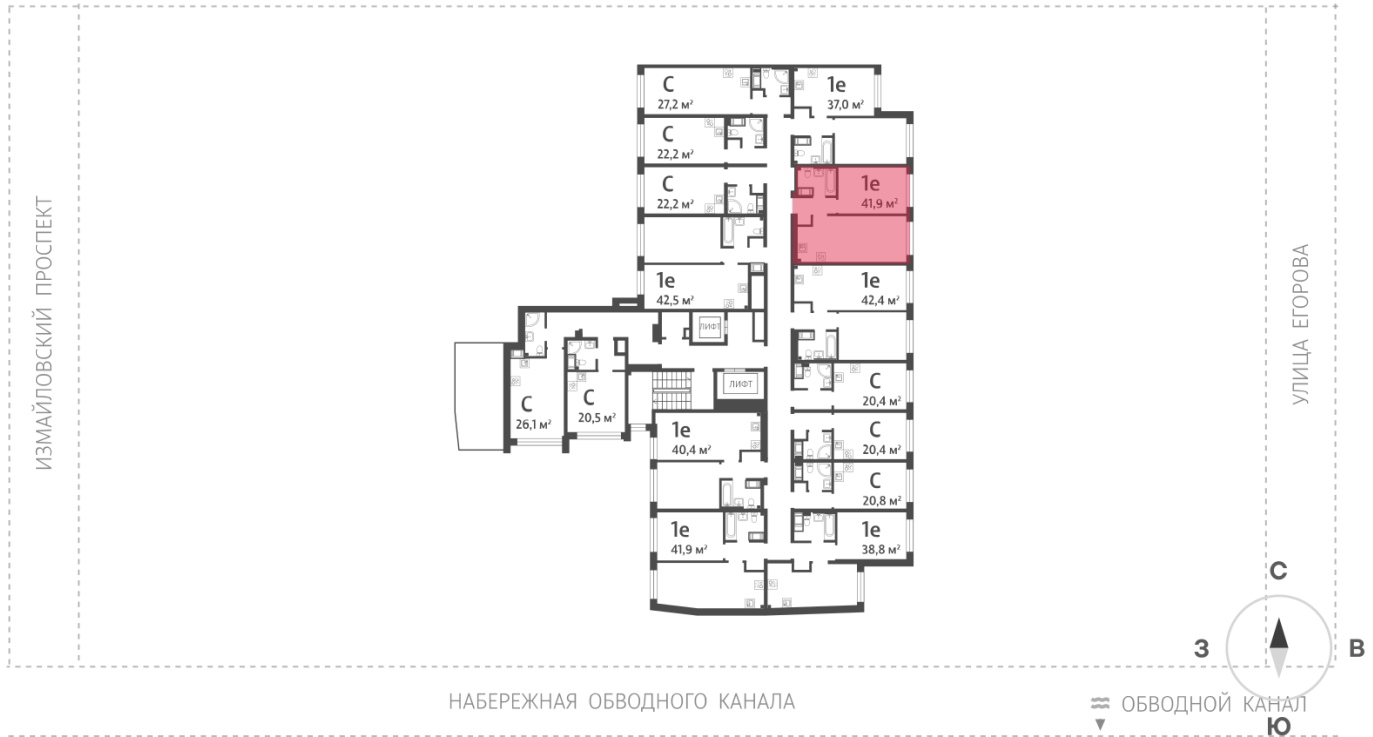 С
27,2 м²
1е
37,0 м²
С
22,2 м²
С
22,2 м²
1е
41,9 м²
1е
42,5 м²
1е
42,4 м²
ЛИФТ
ЛИФТ
С
26,1 м²
С
20,5 м²
С
20,4 м²
1е
40,4 м²
С
20,4 м²
С
20,8 м²
1е
41,9 м²
1е
38,8 м²
ИЗМАЙЛОВСКИЙ ПРОСПЕКТ
УЛИЦА ЕГОРОВА
С
З
В
Ю
НАБЕРЕЖНАЯ ОБВОДНОГО КАНАЛА
ОБВОДНОЙ КАНАЛ